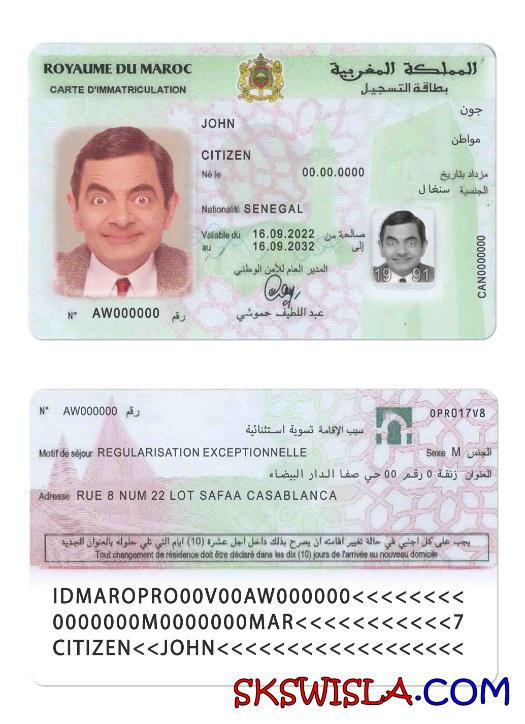 ROYAUME DU MAROC
المملكة المغربية
CARTE D'IMMATRICULATION
بطاقة التسجيل
JOHN
جون
CITIZEN
مواطن
Né le 00.00.0000 مزداد بتاريخ
Nationalité SENEGAL
الجنسية سنغال
Valable du 16.09.2022 صالحة من
au 16.09.2032 إلى
المدير العام للأمن الوطني
عبد اللطيف حموشي
1991
CAN0000000
N° AW000000 رقم
N° AW000000 رقم
0PR017V8
سبب الإقامة تسوية استثنائية
Motif de séjour REGULARISATION EXCEPTIONNELLE
Sexe M الجنس
العنوان زنقة 0 رقم 00 حي صفا الدار البيضاء
Adresse RUE 8 NUM 22 LOT SAFAA CASABLANCA
يجب على كل اجنبي في حالة تغيير اقامته ان يصرح بذلك داخل اجل عشرة (10) ايام التي تلي حلوله بالعنوان الجديد
Tout changement de résidence doit être déclaré dans les dix (10) jours de l'arrivée au nouveau domicile
IDMAROPRO00V00AW000000<<<<<<<<
0000000M0000000MAR<<<<<<<<<<<7
CITIZEN<<JOHN<<<<<<<<<<<<<<<<<
SKSWISLA.COM